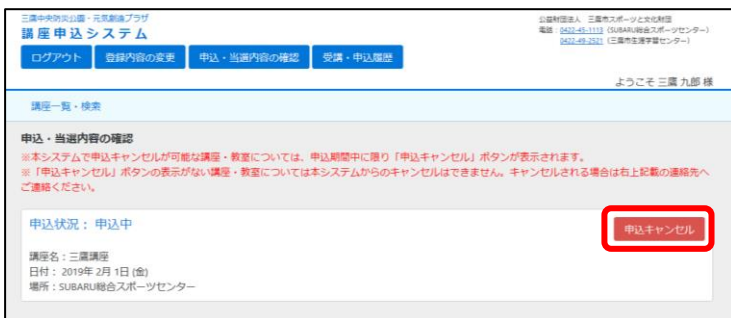 三鷹中央防災公園・元気創造プラザ
講座申込システム
公益財団法人 三鷹市スポーツと文化財団
電話：0422-45-1113（SUBARU総合スポーツセンター）
0422-49-2521（三鷹市生涯学習センター）
ログアウト 登録内容の変更 申込・当選内容の確認 受講・申込履歴
ようこそ 三鷹 九郎 様
講座一覧・検索
申込・当選内容の確認
※本システムで申込キャンセルが可能な講座・教室については、申込期間中に限り「申込キャンセル」ボタンが表示されます。
※「申込キャンセル」ボタンの表示がない講座・教室については本システムからのキャンセルはできません。キャンセルされる場合は右上記載の連絡先へ
ご連絡ください。
申込状況： 申込中
申込キャンセル
講座名：三鷹講座
日付： 2019年 2月 1日 (金)
場所：SUBARU総合スポーツセンター